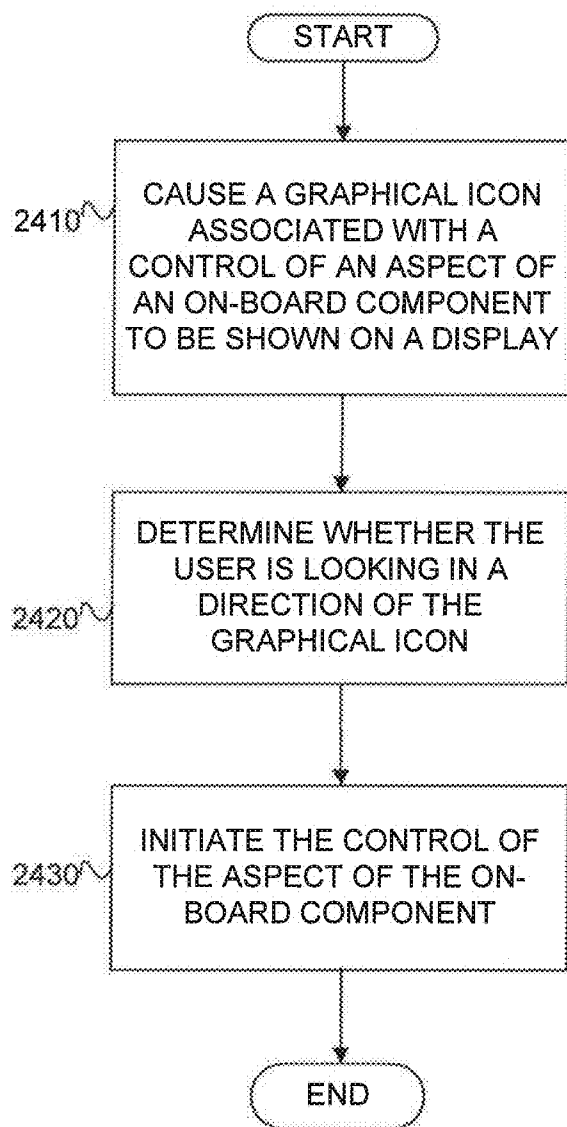 START
2410
CAUSE A GRAPHICAL ICON
ASSOCIATED WITH A
CONTROL OF AN ASPECT OF
AN ON-BOARD COMPONENT
TO BE SHOWN ON A DISPLAY
2420
DETERMINE WHETHER THE
USER IS LOOKING IN A
DIRECTION OF THE
GRAPHICAL ICON
2430
INITIATE THE CONTROL OF
THE ASPECT OF THE ON-
BOARD COMPONENT
END